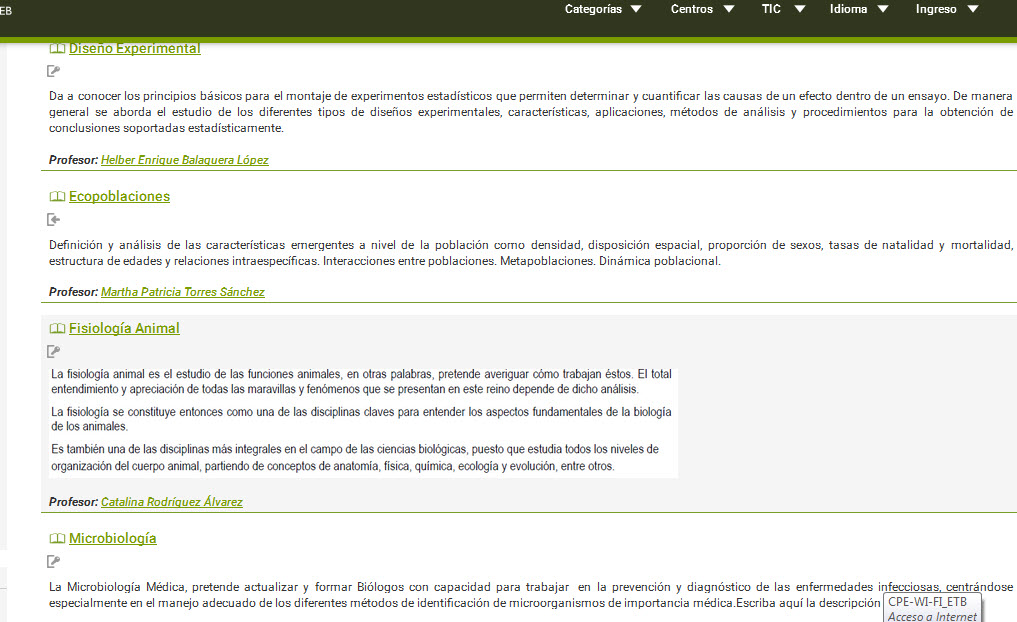 EB
Categorías Centros TIC Idioma Ingreso
Diseño Experimental
Da a conocer los principios básicos para el montaje de experimentos estadísticos que permiten determinar y cuantificar las causas de un efecto dentro de un ensayo. De manera
general se aborda el estudio de los diferentes tipos de diseños experimentales, características, aplicaciones, métodos de análisis y procedimientos para la obtención de
conclusiones soportadas estadísticamente.
Profesor: Helber Enrique Balaguera López
Ecopoblaciones
Definición y análisis de las características emergentes a nivel de la población como densidad, disposición espacial, proporción de sexos, tasas de natalidad y mortalidad,
estructura de edades y relaciones intraespecíficas. Interacciones entre poblaciones. Metapoblaciones. Dinámica poblacional.
Profesor: Martha Patricia Torres Sánchez
Fisiología Animal
La fisiología animal es el estudio de las funciones animales, en otras palabras, pretende averiguar cómo trabajan éstos. El total
entendimiento y apreciación de todas las maravillas y fenómenos que se presentan en este reino depende de dicho análisis.
La fisiología se constituye entonces como una de las disciplinas claves para entender los aspectos fundamentales de la biología
de los animales.
Es también una de las disciplinas más integrales en el campo de las ciencias biológicas, puesto que estudia todos los niveles de
organización del cuerpo animal, partiendo de conceptos de anatomía, física, química, ecología y evolución, entre otros.
Profesor: Catalina Rodríguez Álvarez
Microbiología
La Microbiología Médica, pretende actualizar y formar Biólogos con capacidad para trabajar en la prevención y diagnóstico de las enfermedades infecciosas, centrándose
especialmente en el manejo adecuado de los diferentes métodos de identificación de microorganismos de importancia médica.Escriba aquí la descripción
CPE-WI-FI_ETB
Acceso a Internet